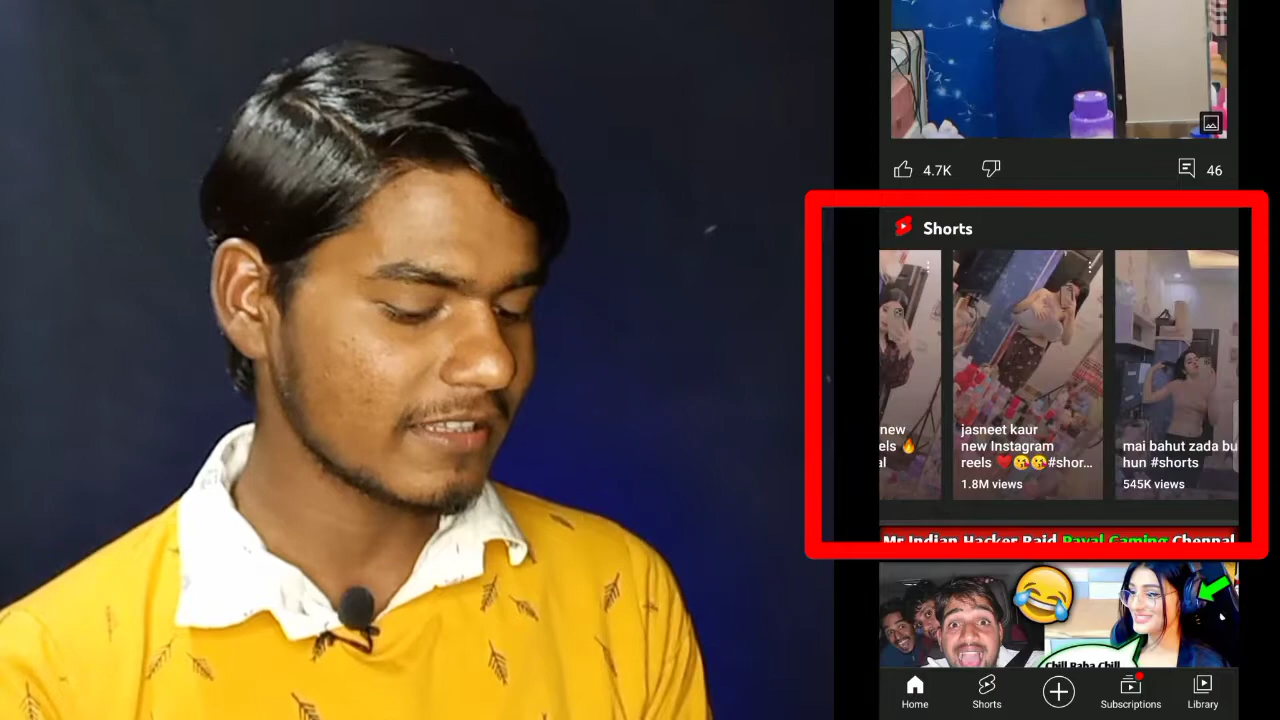 4.7K
46
Shorts
new
els 🔥
al
jasneet kaur
new Instagram
reels ❤️😘😘#shor...
1.8M views
mai bahut zada bu
hun #shorts
545K views
Mr Indian Hacker Raid Payal Gaming Chennal
Chill Baba Chill
Home
Shorts
Subscriptions
Library